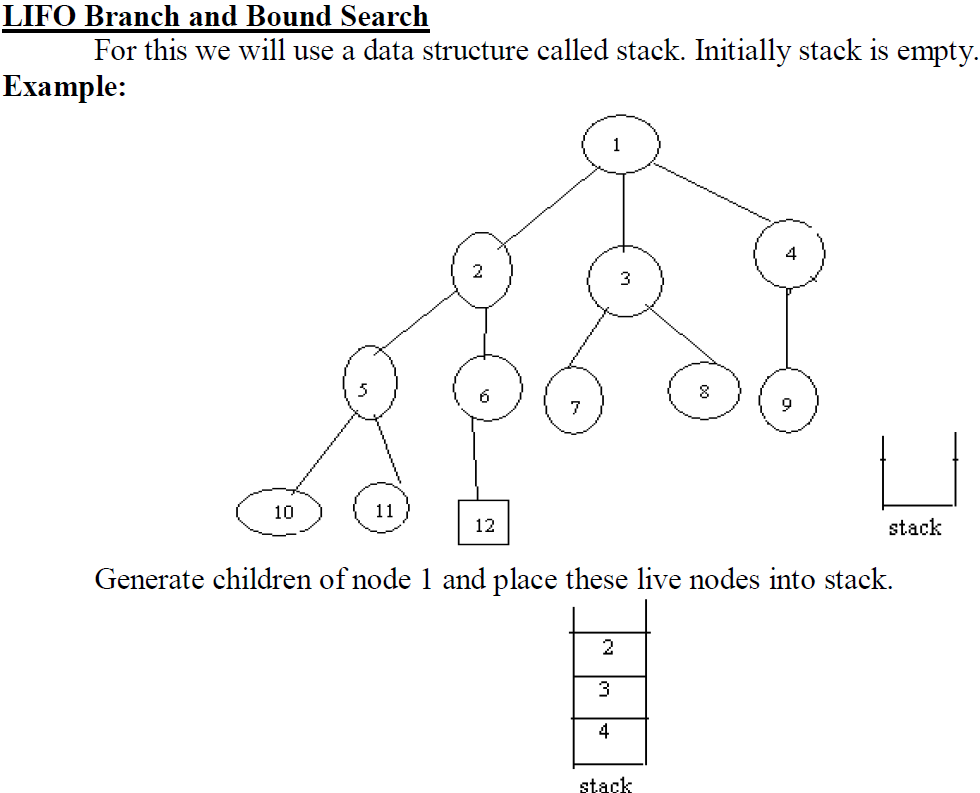 LIFO Branch and Bound Search
For this we will use a data structure called stack. Initially stack is empty.
Example:
1
2
3
4
5
6
7
8
9
10
11
12
stack
Generate children of node 1 and place these live nodes into stack.
2
3
4
stack